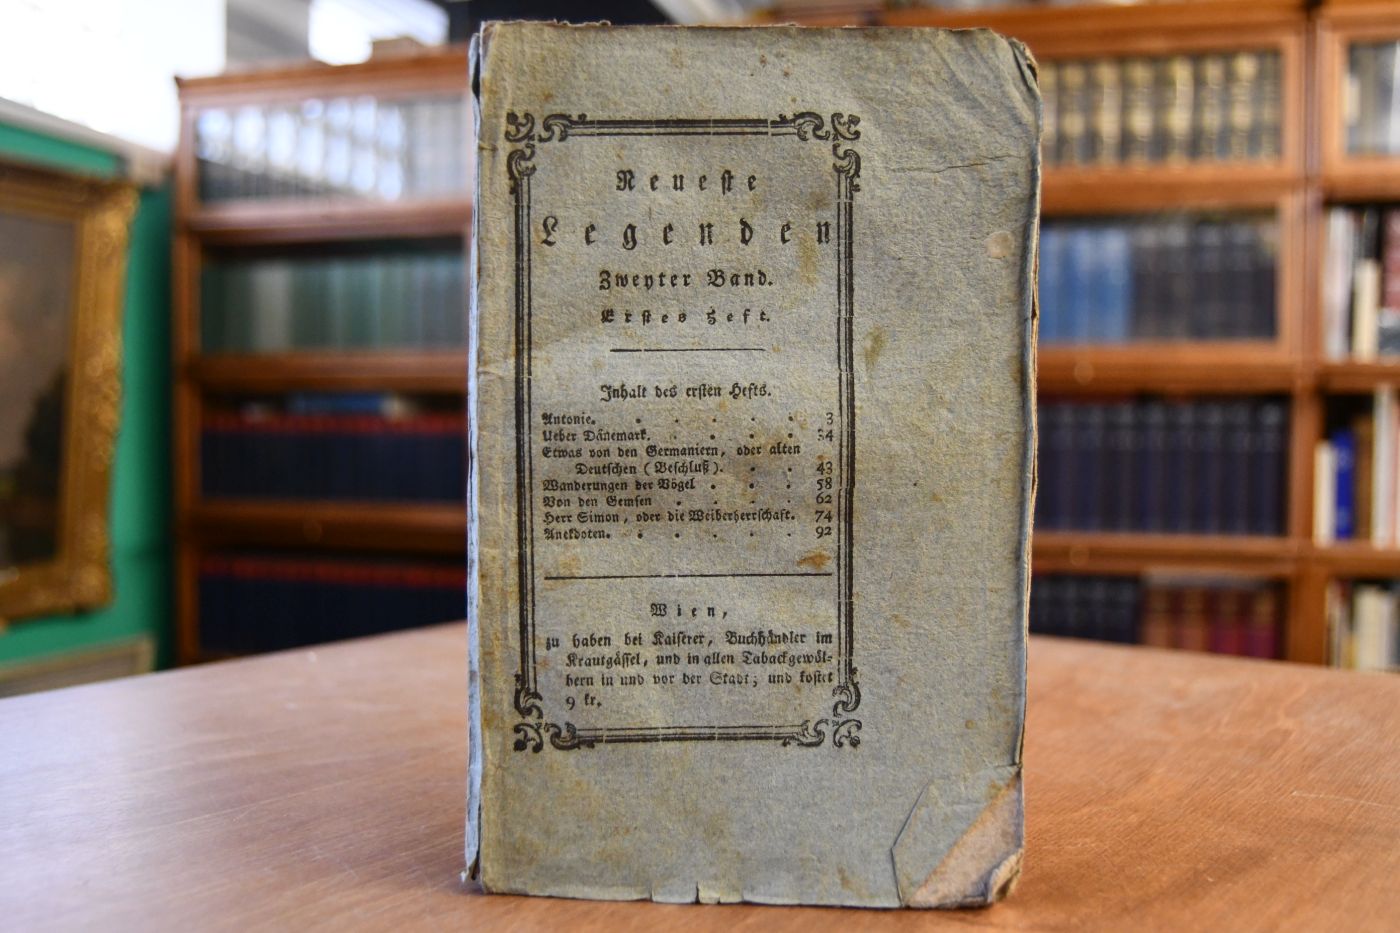 Neueste
Legenden
Zweyter Band.
Erstes Heft.
Inhalt des ersten Hefts.
Antonie. . . . . . 3
Ueber Dänemark. . . . . 34
Etwas von den Germaniern, oder alten
Deutschen (Beschluß). . . 43
Wanderungen der Vögel . . . 58
Von den Gemsen . . . . 62
Herr Simon, oder die Weiberherrschaft. 74
Anekdoten. . . . . . 92
Wien,
zu haben bei Kaiserer, Buchhändler im
Krautgässel, und in allen Tabackgewöl-
bern in und vor der Stadt; und kostet
9 kr.